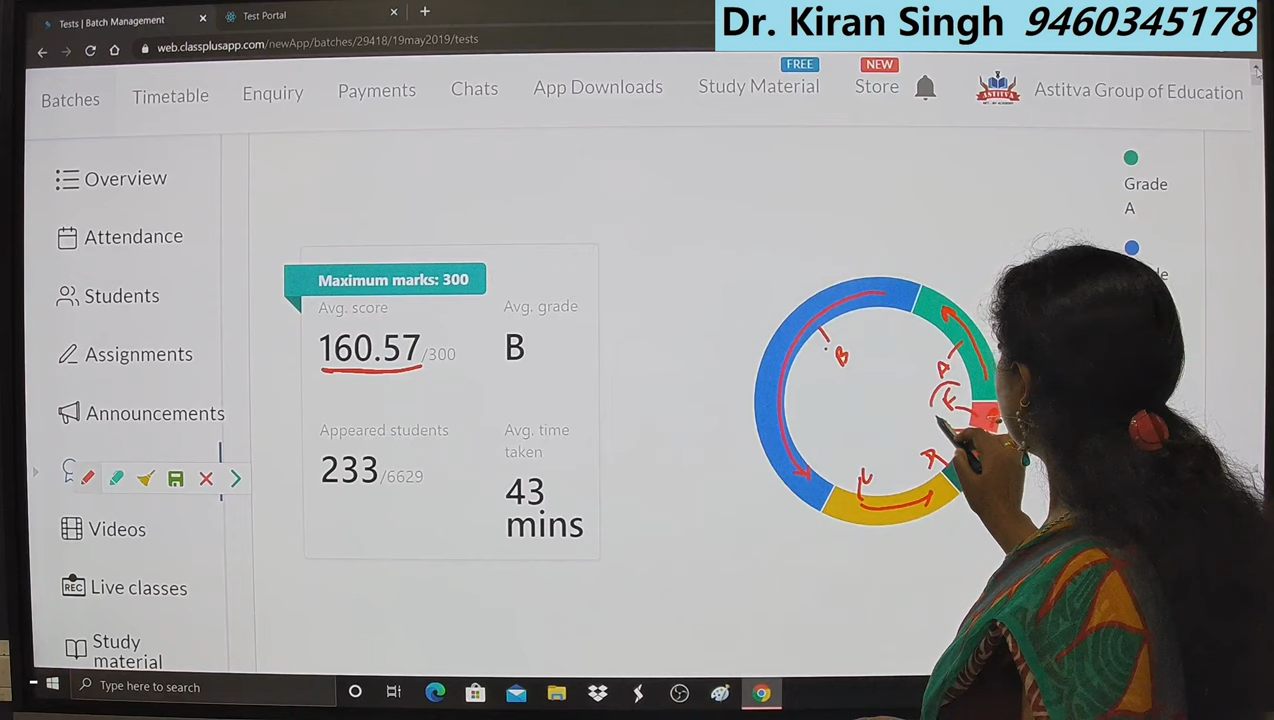 Tests | Batch Management
Test Portal
Dr. Kiran Singh 9460345178
web.classplusapp.com/newApp/batches/29418/19may2019/tests
FREE
NEW
Batches Timetable Enquiry Payments Chats App Downloads Study Material Store Astitva Group of Education
ASTITVA
Overview
Attendance
Students
Assignments
Announcements
Videos
REC Live classes
Study
material
Maximum marks: 300
Avg. score
160.57/300
Avg. grade
B
Appeared students
233/6629
Avg. time
taken
43
mins
Grade
A
B
A
Type here to search